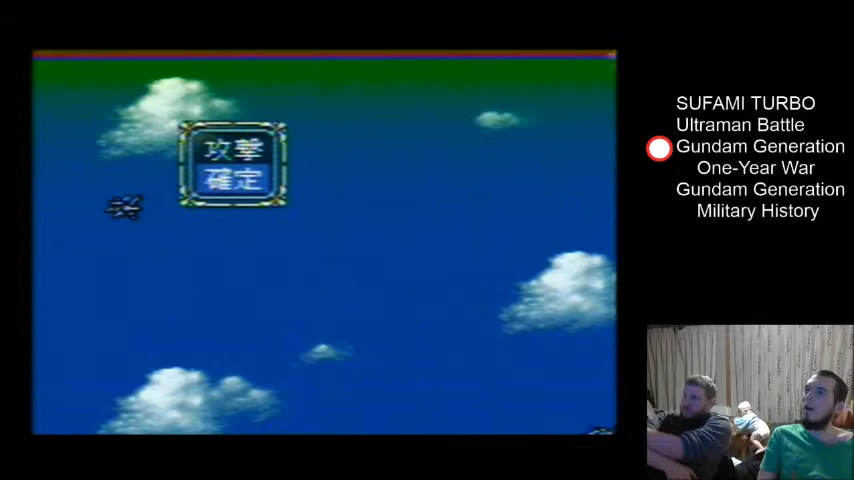 攻撃
確定
SUFAMI TURBO
Ultraman Battle
Gundam Generation
One-Year War
Gundam Generation
Military History